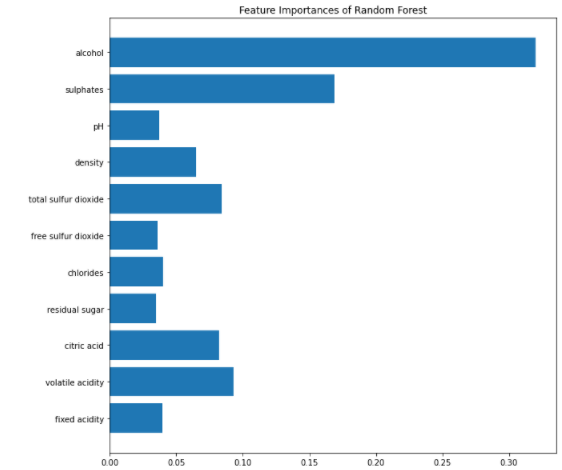 Feature Importances of Random Forest
alcohol
sulphates
pH
density
total sulfur dioxide
free sulfur dioxide
chlorides
residual sugar
citric acid
volatile acidity
fixed acidity
0.00 0.05 0.10 0.15 0.20 0.25 0.30